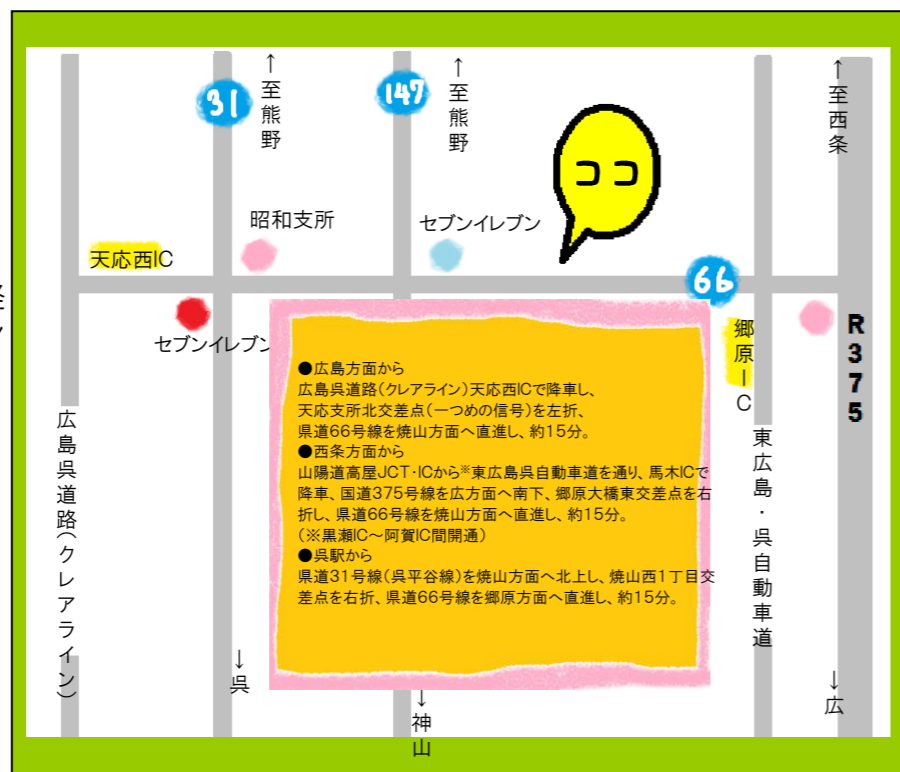 31
↑至熊野
147
↑至熊野
ココ
↑至西条
昭和支所
セブンイレブン
天応西IC
66
セブンイレブン
郷原IC
R375
●広島方面から
広島呉道路(クレアライン)天応西ICで降車し、
天応支所北交差点(一つめの信号)を左折、
県道66号線を焼山方面へ直進し、約15分。
●西条方面から
山陽道高屋JCT・ICから※東広島呉自動車道を通り、馬木ICで
降車、国道375号線を広方面へ南下、郷原大橋東交差点を右
折し、県道66号線を焼山方面へ直進し、約15分。
(※黒瀬IC～阿賀IC間開通)
●呉駅から
県道31号線(呉平谷線)を焼山方面へ北上し、焼山西1丁目交
差点を右折、県道66号線を郷原方面へ直進し、約15分。
広島呉道路(クレアライン)
東広島・呉自動車道
↓呉
↓神山
↓広